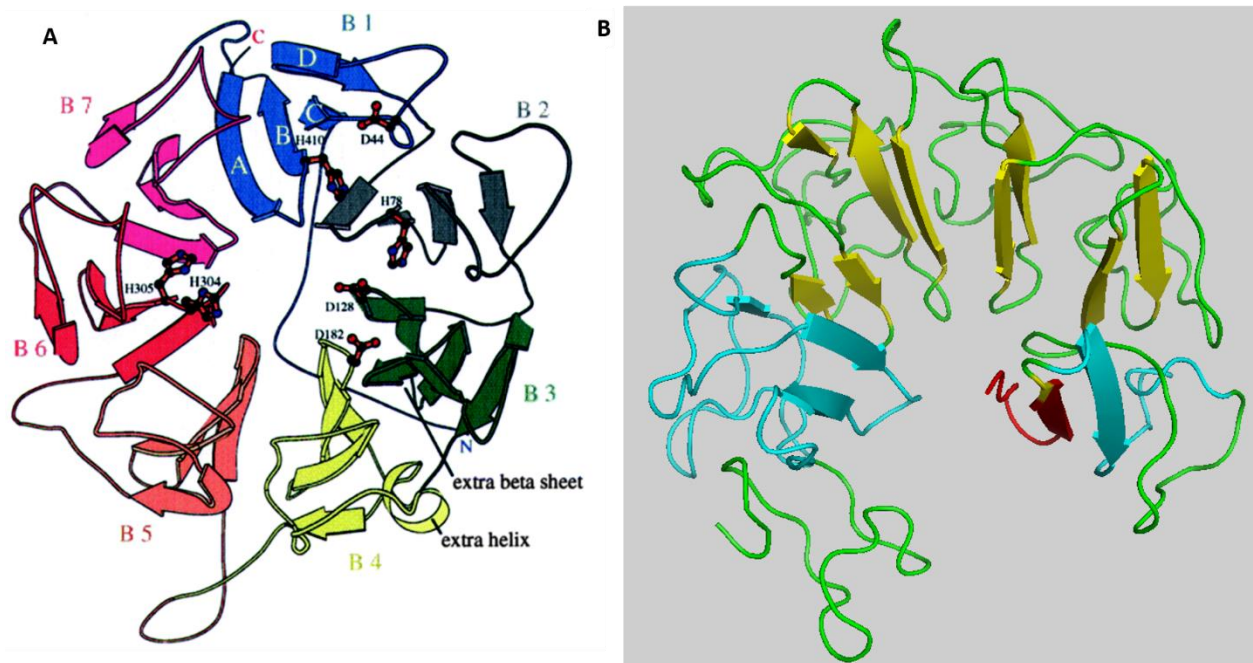 A
B
C
B 1
D
B 7
B 2
C
B
H410
D44
A
H78
H305
H304
D128
B 6
D182
B 3
N
extra beta sheet
B 5
extra helix
B 4